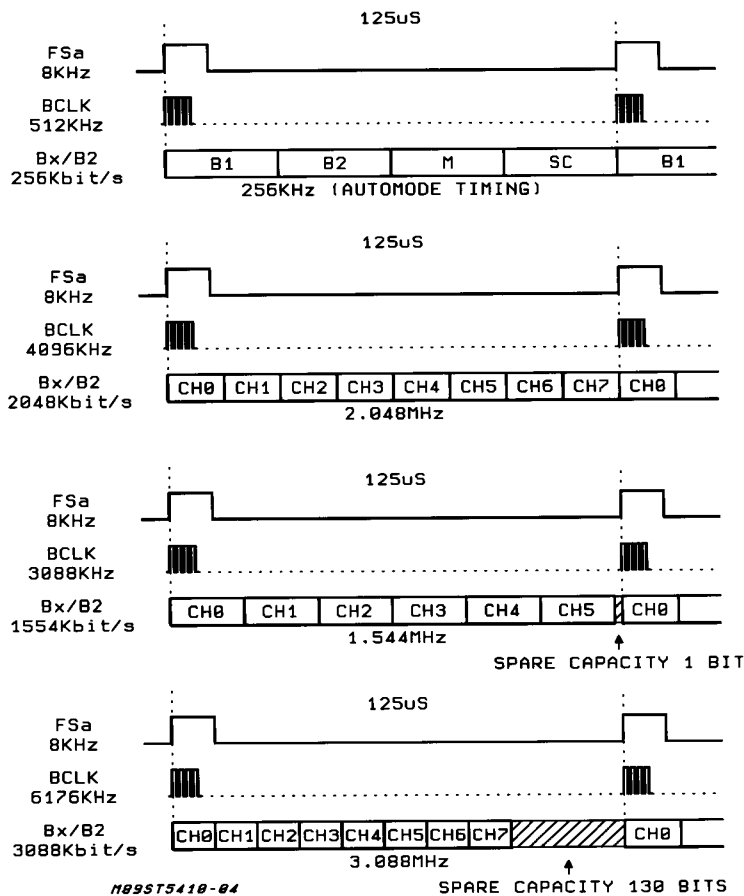 125uS
FSa
8KHz
BCLK
512KHz
Bx/B2
256Kbit/s
B1 B2 M SC B1
256KHz (AUTOMODE TIMING)
125uS
FSa
8KHz
BCLK
4096KHz
Bx/B2
2048Kbit/s
CH0 CH1 CH2 CH3 CH4 CH5 CH6 CH7 CH0
2.048MHz
125uS
FSa
8KHz
BCLK
3088KHz
Bx/B2
1554Kbit/s
CH0 CH1 CH2 CH3 CH4 CH5 CH0
1.544MHz
SPARE CAPACITY 1 BIT
125uS
FSa
8KHz
BCLK
6176KHz
Bx/B2
3088Kbit/s
CH0 CH1 CH2 CH3 CH4 CH5 CH6 CH7 CH0
3.088MHz
M89ST5410-04
SPARE CAPACITY 130 BITS